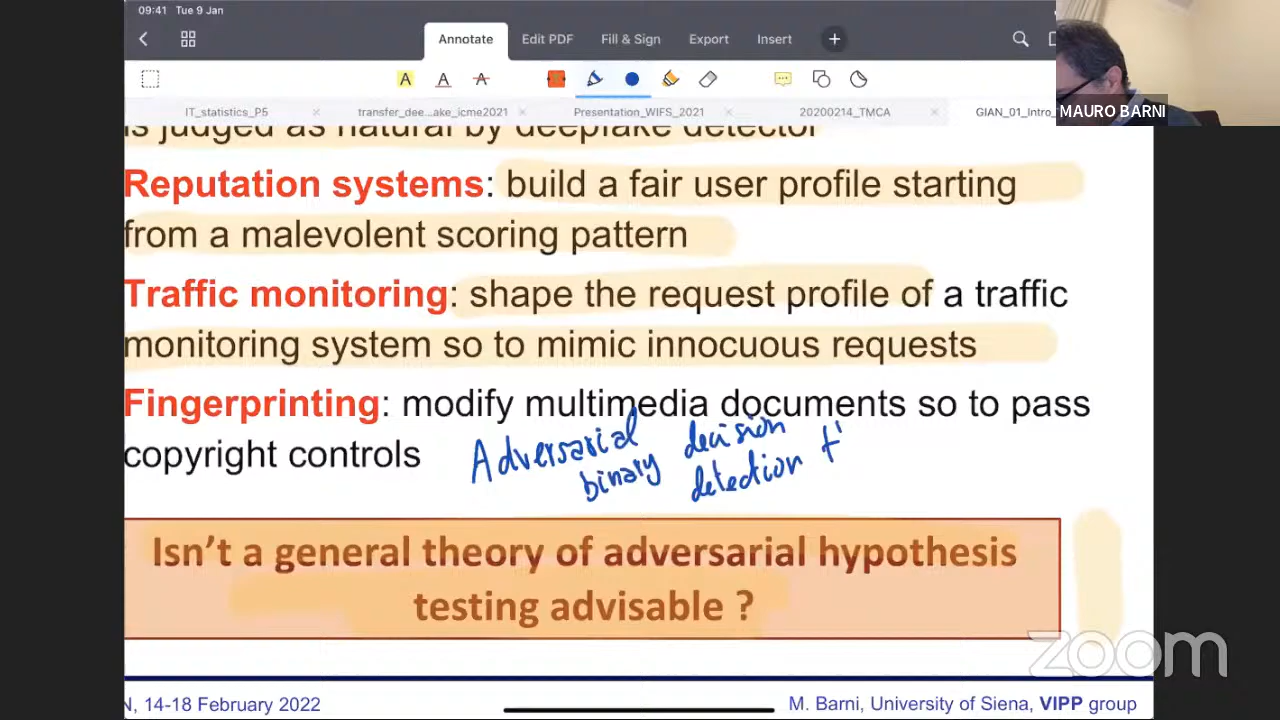 09:41 Tue 9 Jan
Annotate Edit PDF Fill & Sign Export Insert
MAURO BARNI
IT_statistics_P5 transfer_dee...ake_icme2021 Presentation_WIFS_2021 20200214_TMCA GIAN_01_Intro_
is judged as natural by deepfake detector
Reputation systems: build a fair user profile starting
from a malevolent scoring pattern
Traffic monitoring: shape the request profile of a traffic
monitoring system so to mimic innocuous requests
Fingerprinting: modify multimedia documents so to pass
copyright controls
Adversarial decision
binary detection
Isn't a general theory of adversarial hypothesis
testing advisable ?
zoom
N, 14-18 February 2022 M. Barni, University of Siena, VIPP group